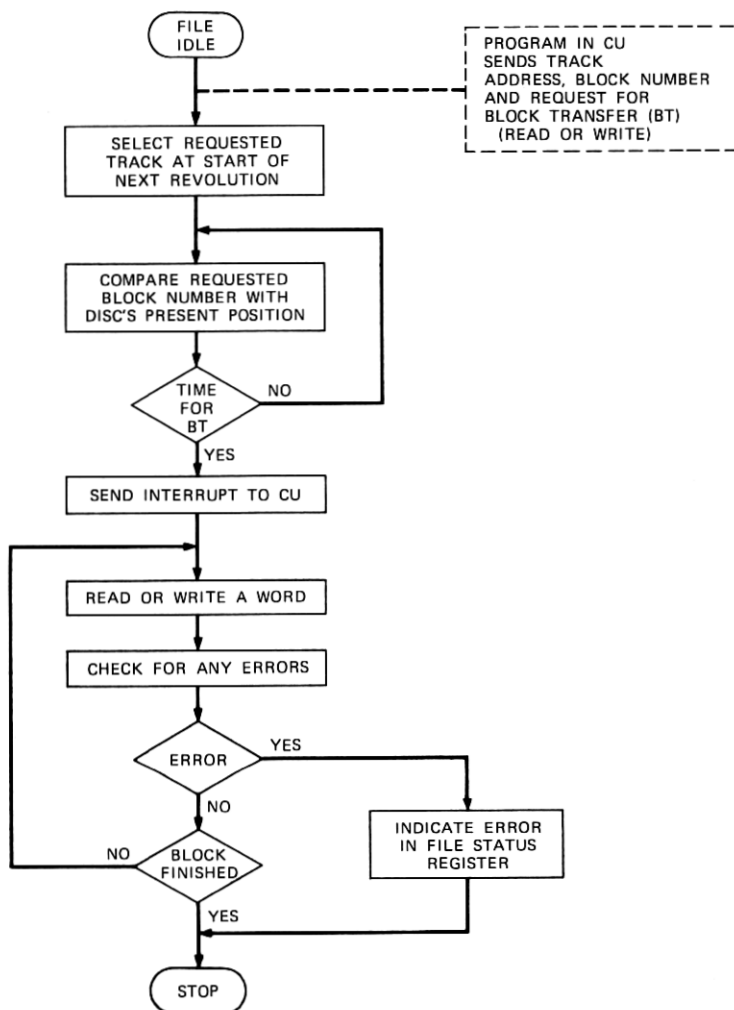 FILE
IDLE
PROGRAM IN CU
SENDS TRACK
ADDRESS, BLOCK NUMBER
AND REQUEST FOR
BLOCK TRANSFER (BT)
(READ OR WRITE)
SELECT REQUESTED
TRACK AT START OF
NEXT REVOLUTION
COMPARE REQUESTED
BLOCK NUMBER WITH
DISC'S PRESENT POSITION
TIME
FOR
BT
NO
YES
SEND INTERRUPT TO CU
READ OR WRITE A WORD
CHECK FOR ANY ERRORS
ERROR
YES
NO
INDICATE ERROR
IN FILE STATUS
REGISTER
BLOCK
FINISHED
NO
YES
STOP